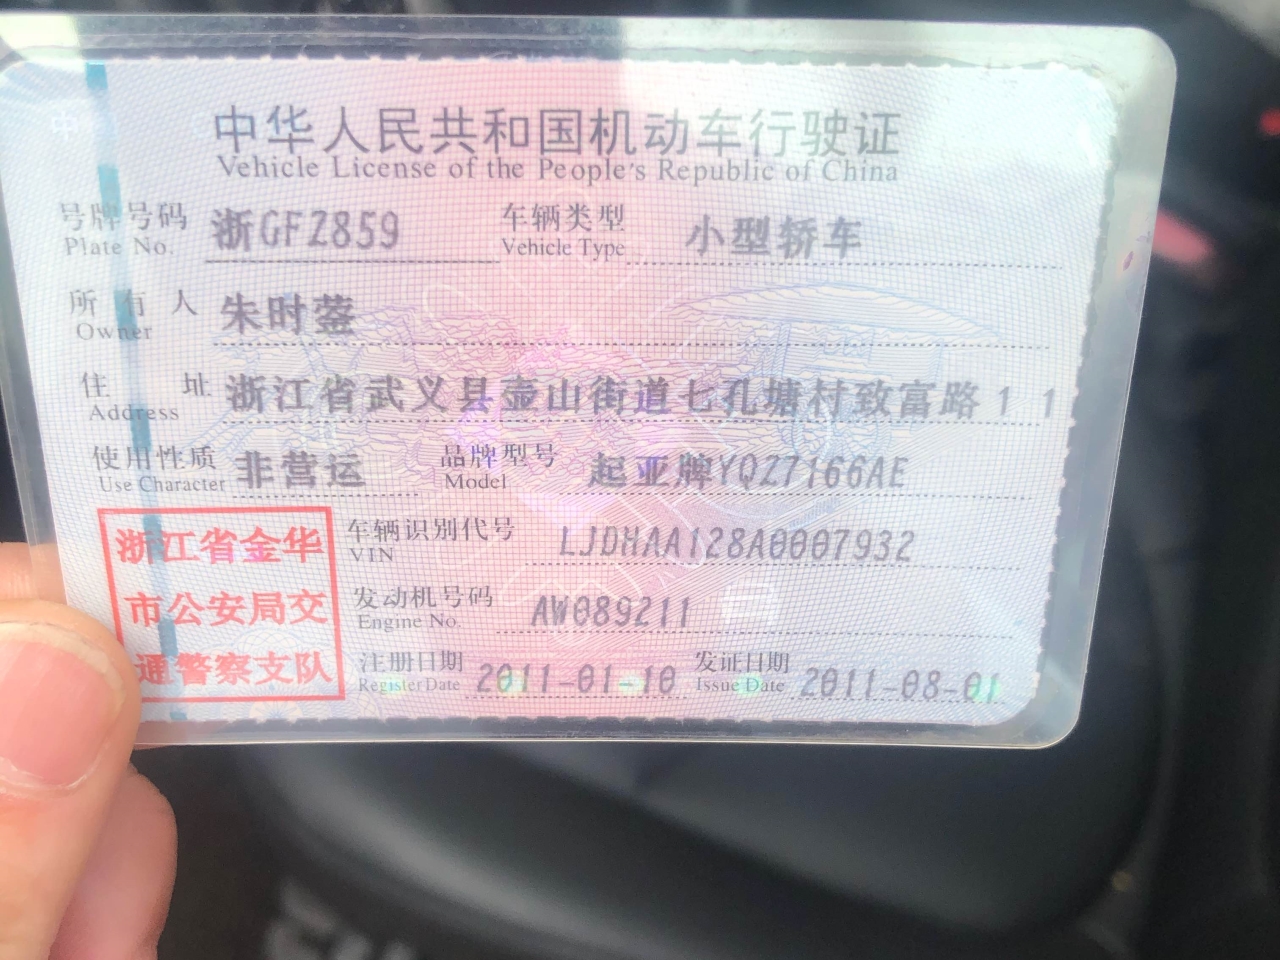 中华人民共和国机动车行驶证
Vehicle License of the People's Republic of China
号牌号码 浙GFZ859 车辆类型 小型轿车
Plate No. Vehicle Type
所有人 朱时蓥
Owner
住址 浙江省武义县壶山街道七孔塘村致富路11
Address
使用性质 非营运 品牌型号 起亚牌YQZ7166AE
Use Character Model
浙江省金华
市公安局交
通警察支队
车辆识别代号 LJDHAA128A0007932
VIN
发动机号码 AW089211
Engine No.
注册日期 2011-01-10 发证日期 2011-08-01
Register Date Issue Date